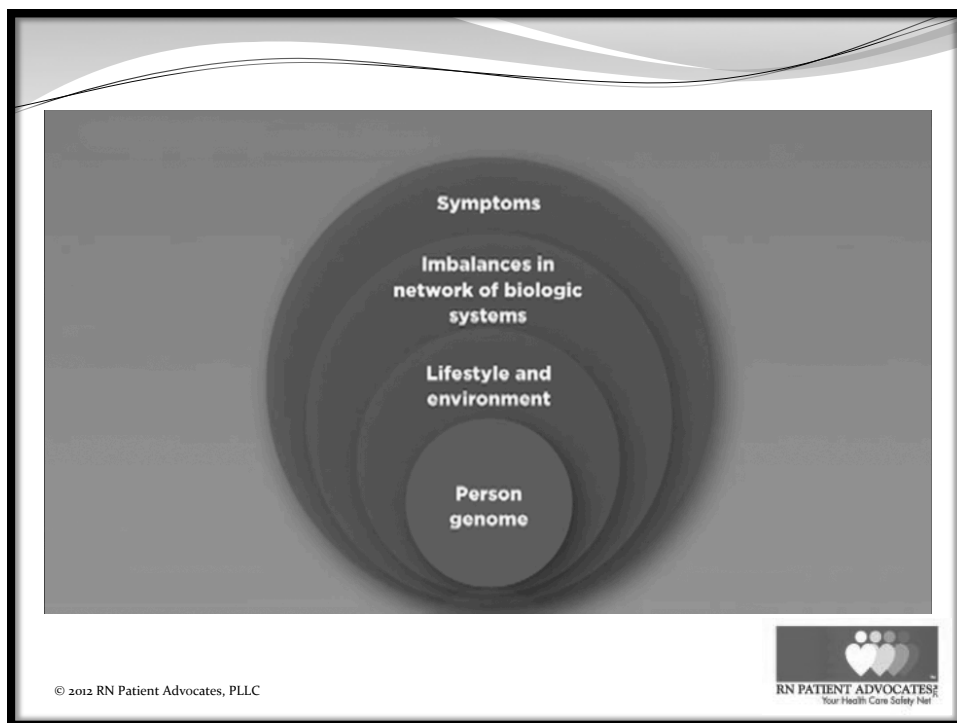 Symptoms
Imbalances in
network of biologic
systems
Lifestyle and
environment
Person
genome
© 2012 RN Patient Advocates, PLLC
RN PATIENT ADVOCATES
Your Health Care Safety Net